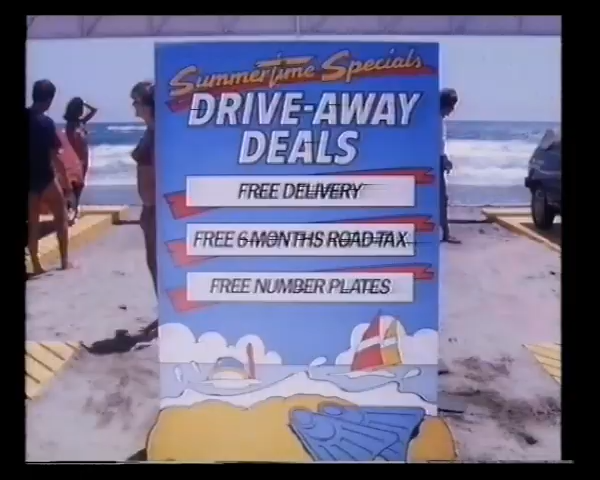 Summertime Specials
DRIVE-AWAY
DEALS
FREE DELIVERY
FREE 6 MONTHS ROAD TAX
FREE NUMBER PLATES